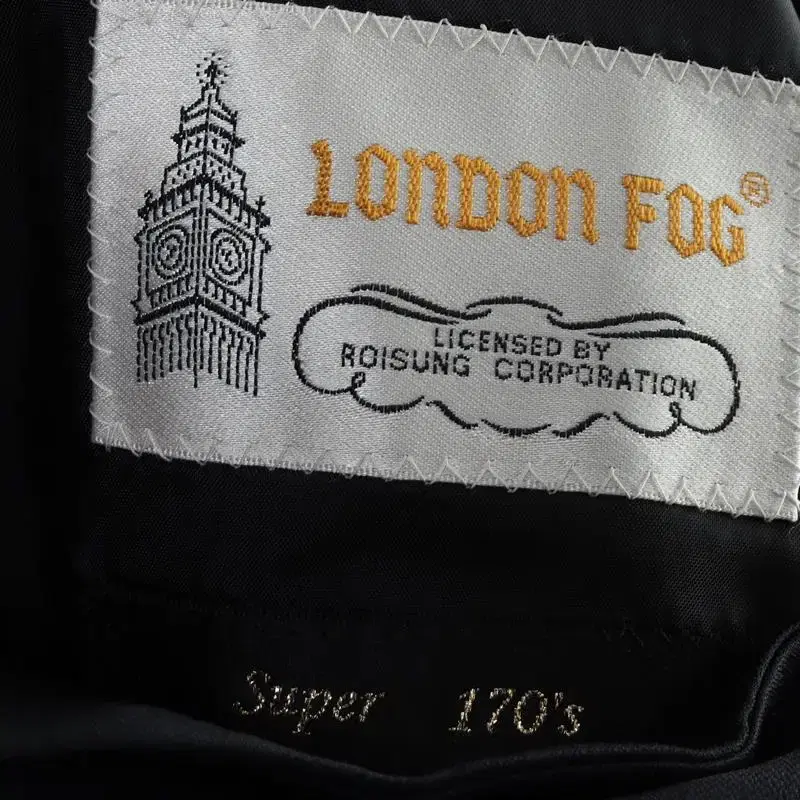 LONDON FOG®
LICENSED BY
ROISUNG CORPORATION
Super 170's